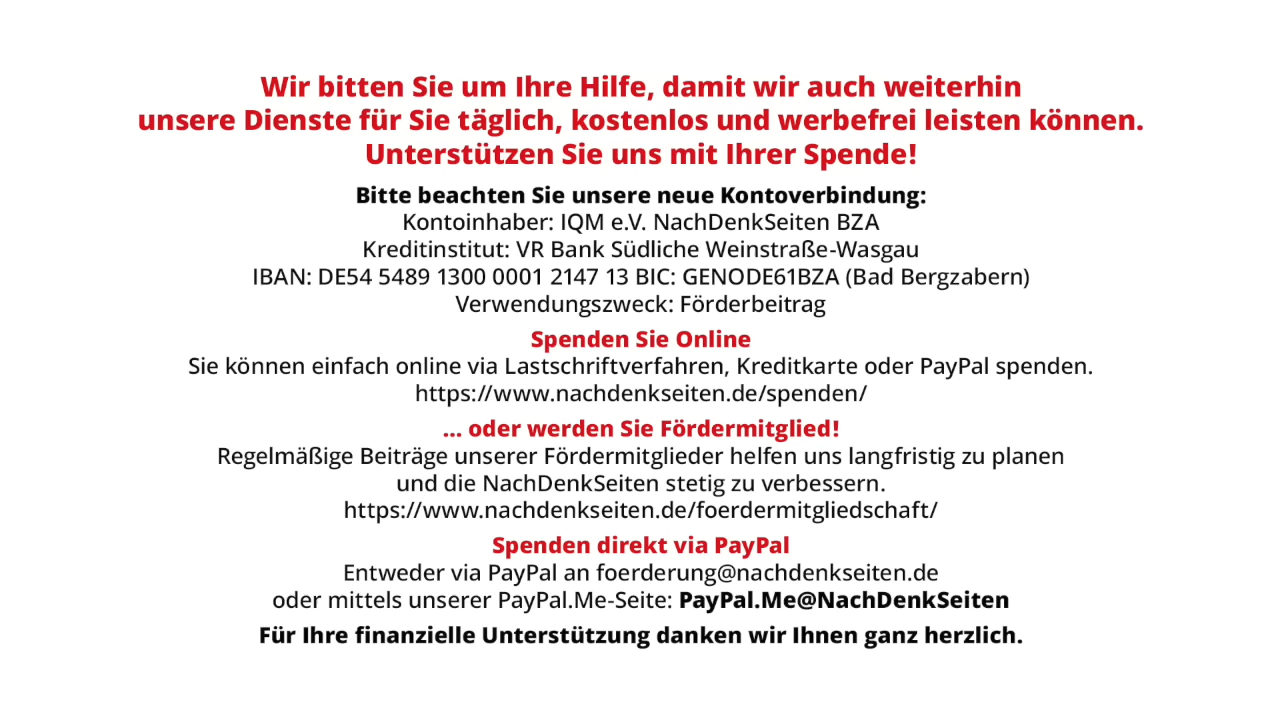 Wir bitten Sie um Ihre Hilfe, damit wir auch weiterhin
unsere Dienste für Sie täglich, kostenlos und werbefrei leisten können.
Unterstützen Sie uns mit Ihrer Spende!
Bitte beachten Sie unsere neue Kontoverbindung:
Kontoinhaber: IQM e.V. NachDenkSeiten BZA
Kreditinstitut: VR Bank Südliche Weinstraße-Wasgau
IBAN: DE54 5489 1300 0001 2147 13 BIC: GENODE61BZA (Bad Bergzabern)
Verwendungszweck: Förderbeitrag
Spenden Sie Online
Sie können einfach online via Lastschriftverfahren, Kreditkarte oder PayPal spenden.
https://www.nachdenkseiten.de/spenden/
... oder werden Sie Fördermitglied!
Regelmäßige Beiträge unserer Fördermitglieder helfen uns langfristig zu planen
und die NachDenkSeiten stetig zu verbessern.
https://www.nachdenkseiten.de/foerdermitgliedschaft/
Spenden direkt via PayPal
Entweder via PayPal an foerderung@nachdenkseiten.de
oder mittels unserer PayPal.Me-Seite: PayPal.Me@NachDenkSeiten
Für Ihre finanzielle Unterstützung danken wir Ihnen ganz herzlich.